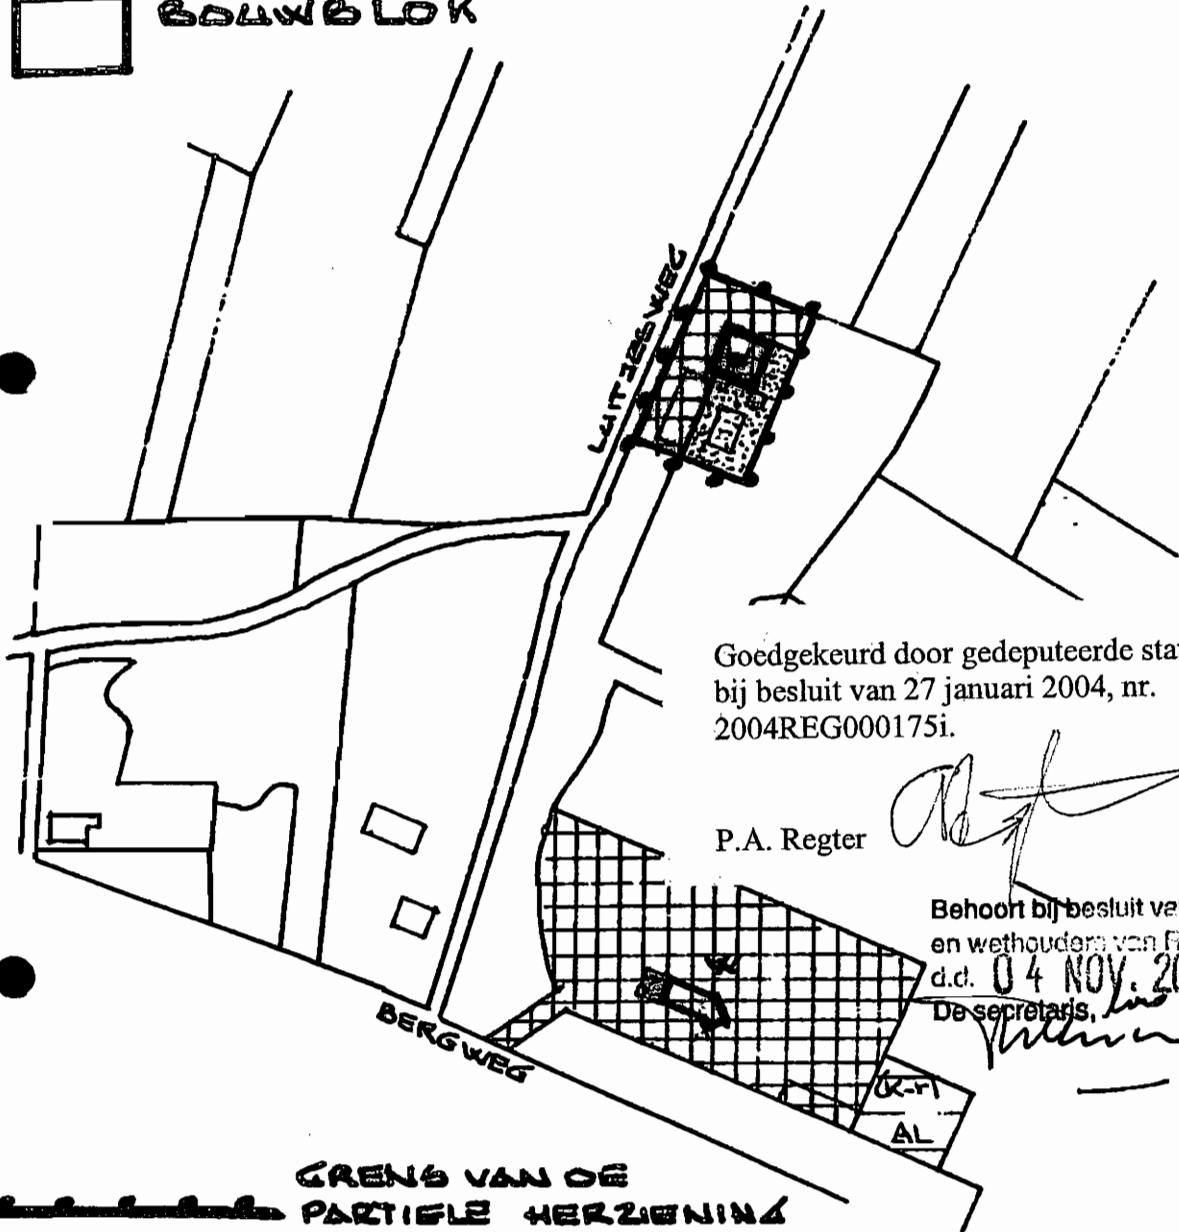 BOUWBLOK
LUITJESWEG
Goedgekeurd door gedeputeerde sta
bij besluit van 27 januari 2004, nr.
2004REG000175i.
P.A. Regter
Behoort bij besluit va
en wethouders van R
d.d. 04 NOV. 20
De secretaris,
BERGWEG
(K-r)
AL
GRENS VAN DE
PARTIELE HERZIENING